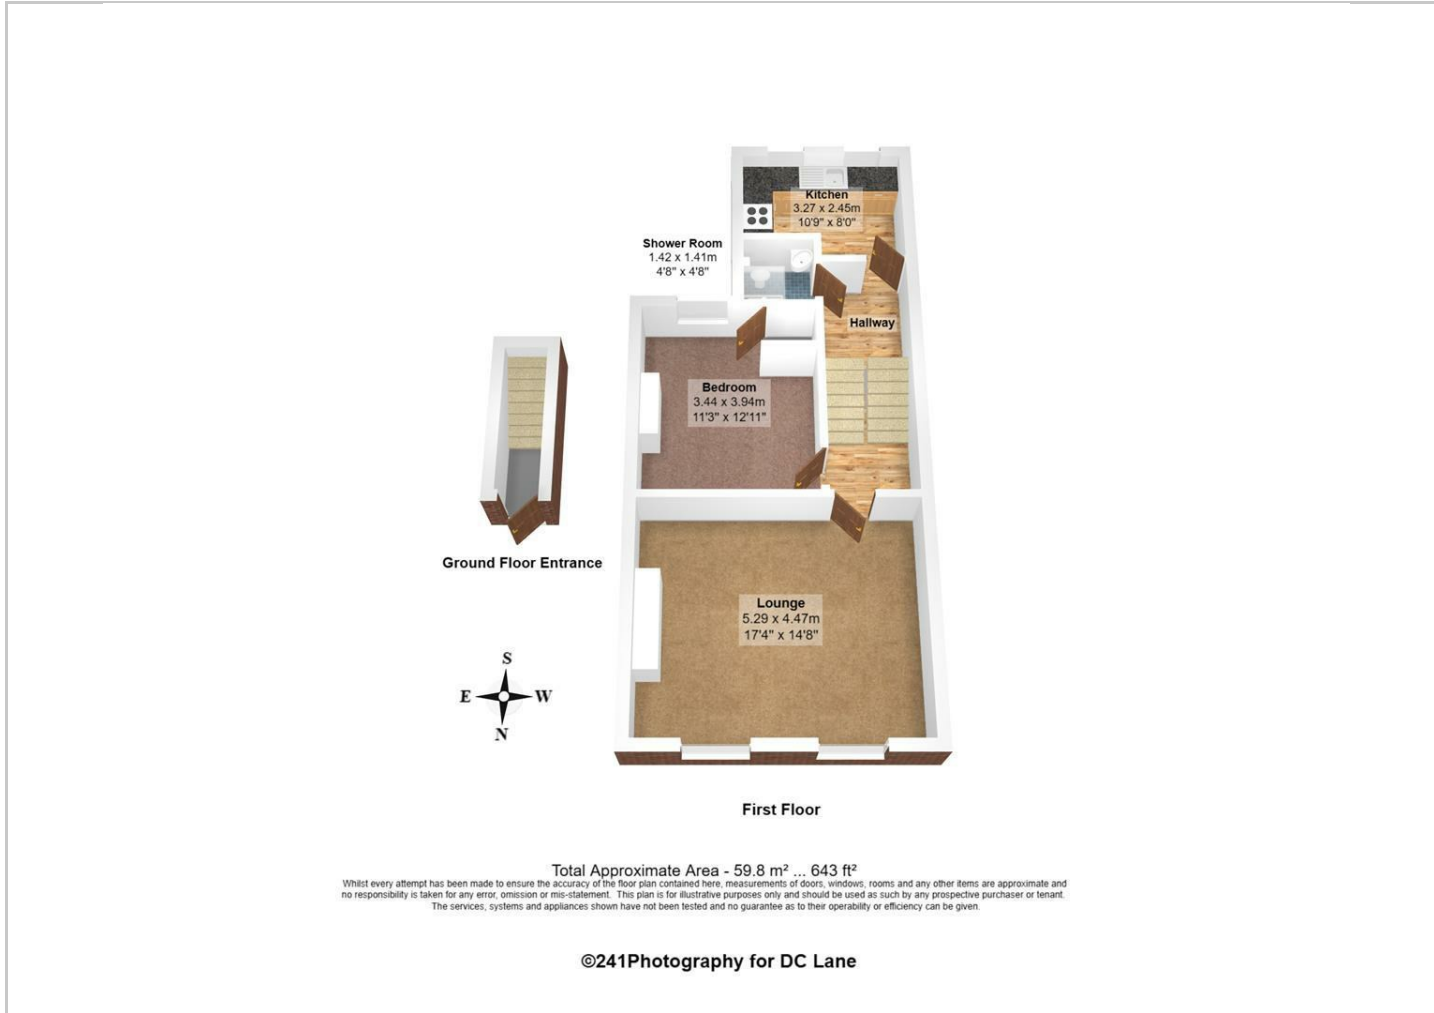 Kitchen
3.27 x 2.45m
10'9" x 8'0"
Shower Room
1.42 x 1.41m
4'8" x 4'8"
Hallway
Bedroom
3.44 x 3.94m
11'3" x 12'11"
Ground Floor Entrance
Lounge
5.29 x 4.47m
17'4" x 14'8"
S
E W
N
First Floor
Total Approximate Area - 59.8 m² ... 643 ft²
Whilst every attempt has been made to ensure the accuracy of the floor plan contained here, measurements of doors, windows, rooms and any other items are approximate and
no responsibility is taken for any error, omission or mis-statement. This plan is for illustrative purposes only and should be used as such by any prospective purchaser or tenant.
The services, systems and appliances shown have not been tested and no guarantee as to their operability or efficiency can be given.
©241Photography for DC Lane